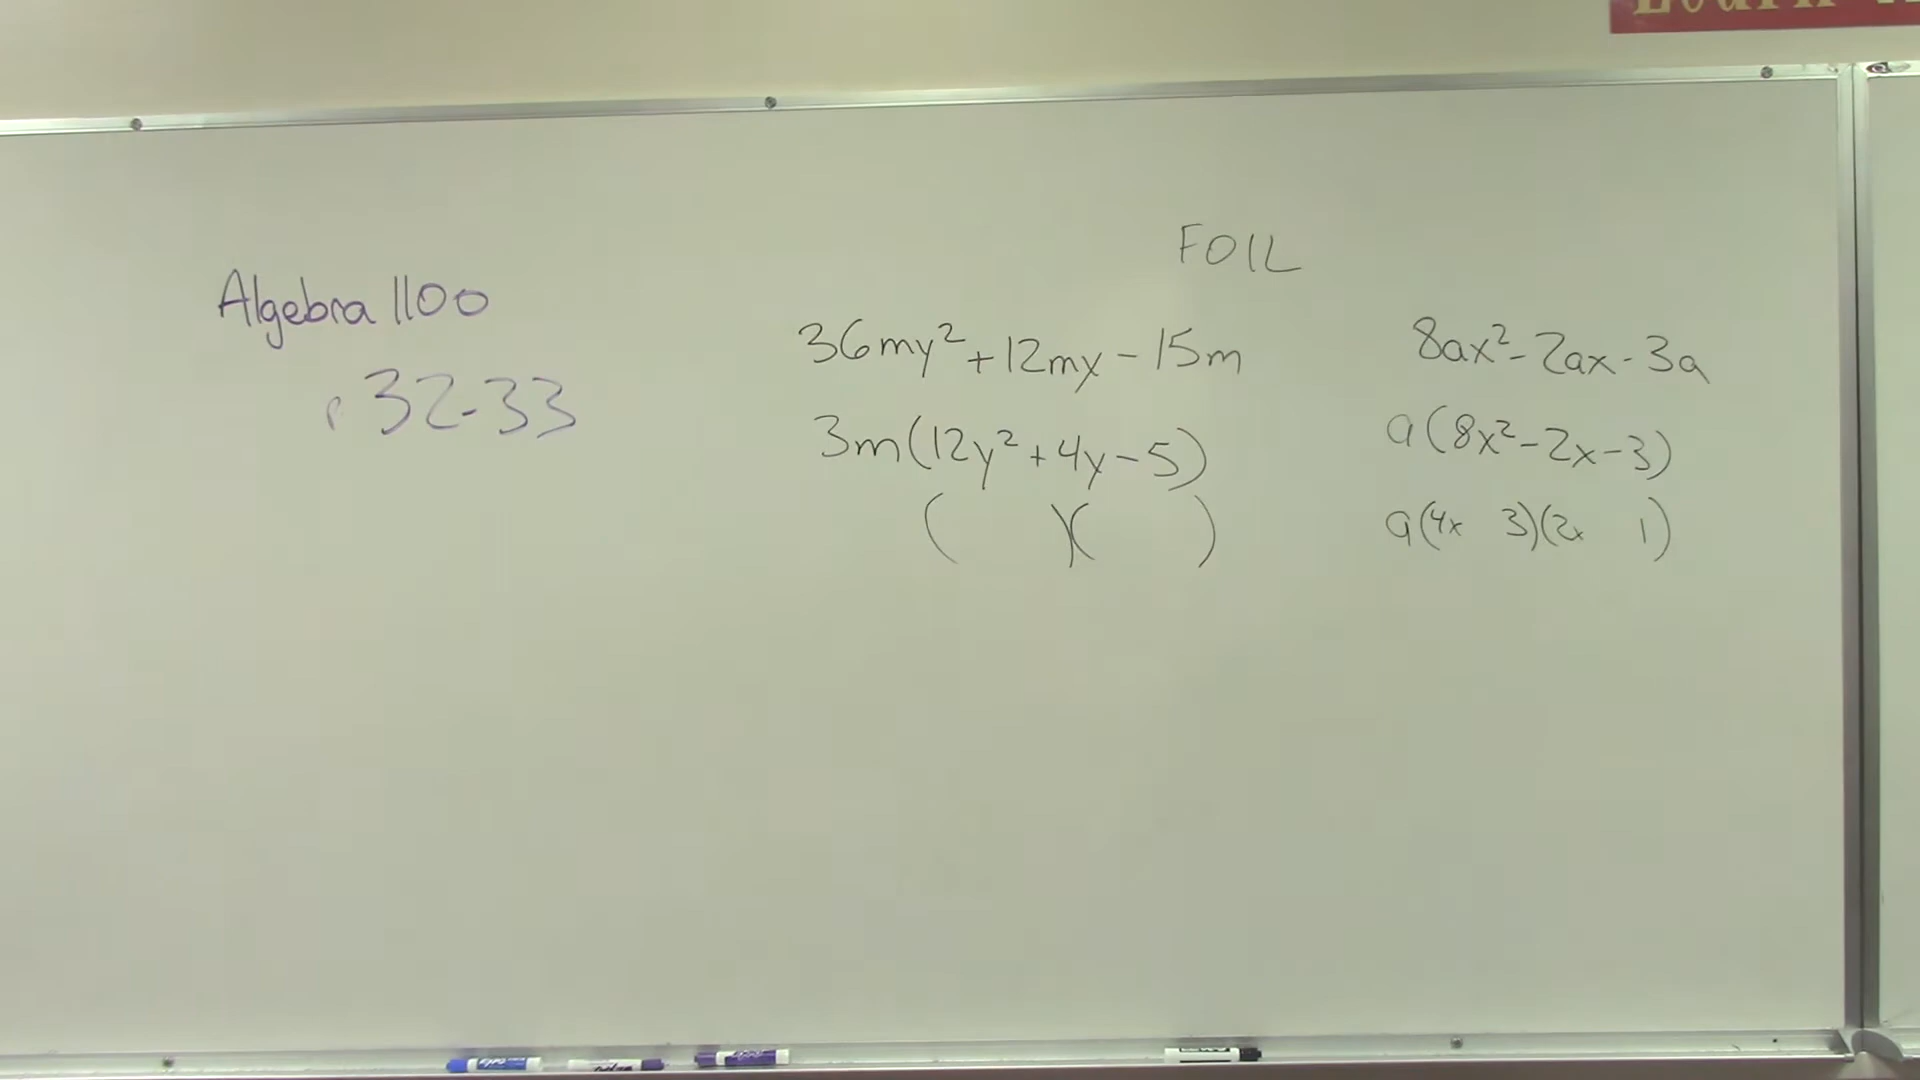 Algebra 1100
32-33
FOIL
36my²+12my-15m
3m(12y²+4y-5)
( )( )
8ax²-2ax-3a
a(8x²-2x-3)
a(4x 3)(2x 1)